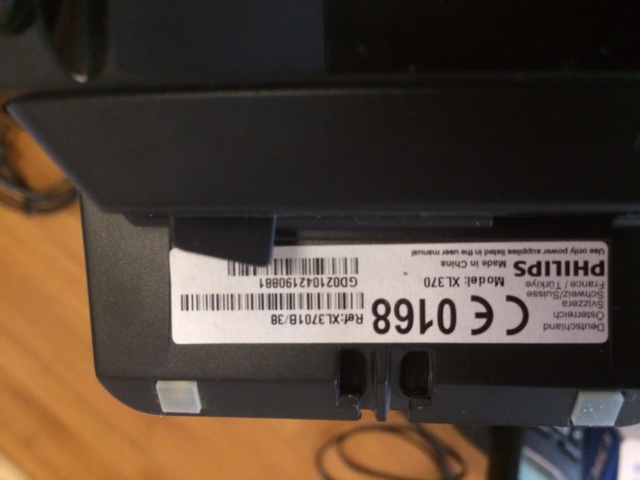 Deutschland
Österreich
Svizzera
Schweiz/Suisse
France / Türkiye
CE 0168
Ref:XL3701B/38
PHILIPS
Model: XL370
Made in China
GD021042190881
Use only power supplies listed in the user manual